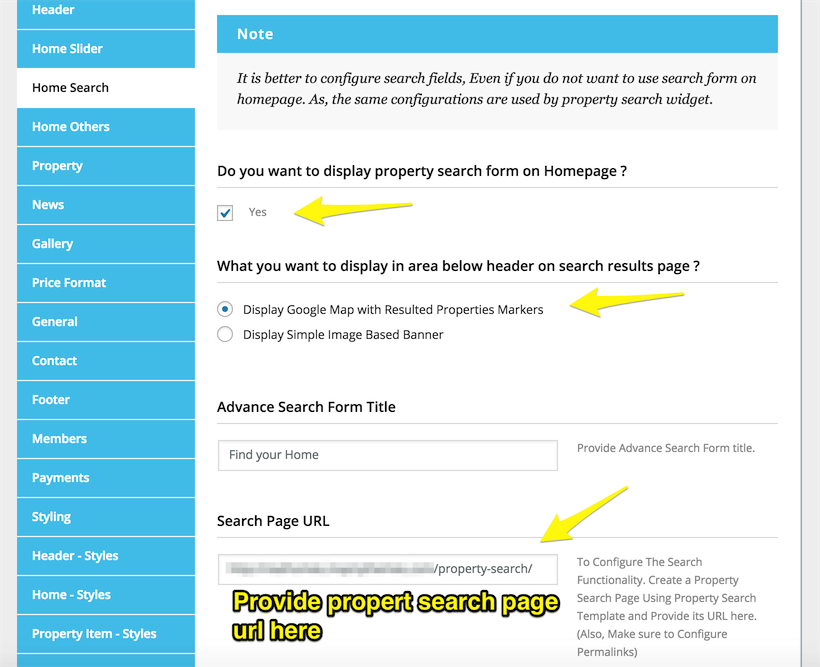 Header
Home Slider
Home Search
Home Others
Property
News
Gallery
Price Format
General
Contact
Footer
Members
Payments
Styling
Header - Styles
Home - Styles
Property Item - Styles
Note
It is better to configure search fields, Even if you do not want to use search form on
homepage. As, the same configurations are used by property search widget.
Do you want to display property search form on Homepage ?
Yes
What you want to display in area below header on search results page ?
Display Google Map with Resulted Properties Markers
Display Simple Image Based Banner
Advance Search Form Title
Find your Home
Provide Advance Search Form title.
Search Page URL
/property-search/
Provide propert search page
url here
To Configure The Search
Functionality. Create a Property
Search Page Using Property Search
Template and Provide its URL here.
(Also, Make sure to Configure
Permalinks)